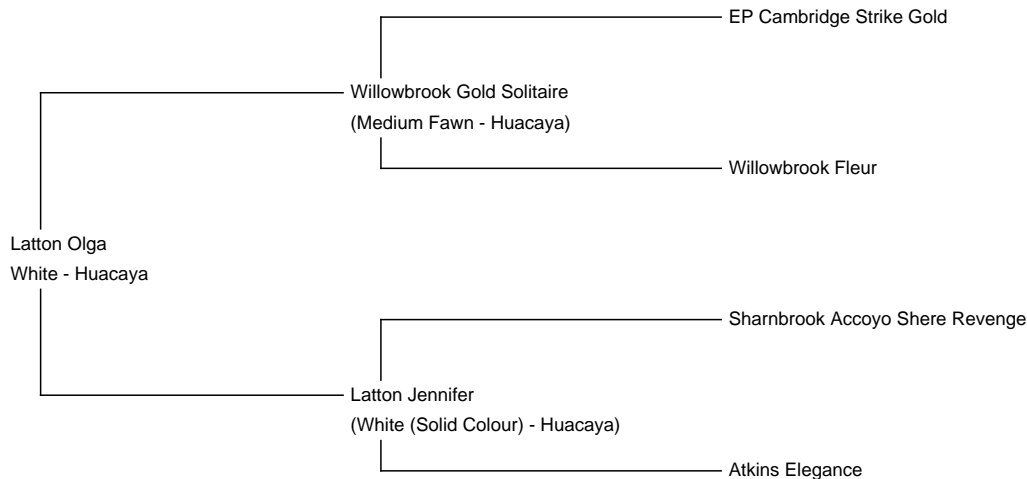 EP Cambridge Strike Gold
Willowbrook Gold Solitaire
(Medium Fawn - Huacaya)
Willowbrook Fleur
Latton Olga
White - Huacaya
Sharnbrook Accoyo Shere Revenge
Latton Jennifer
(White (Solid Colour) - Huacaya)
Atkins Elegance